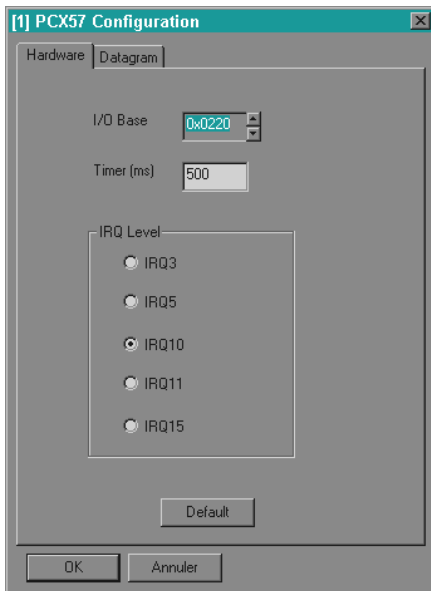 [1] PCX57 Configuration
Hardware Datagram
I/O Base 0x0220
Timer (ms) 500
IRQ Level
IRQ3
IRQ5
IRQ10
IRQ11
IRQ15
Default
OK Annuler